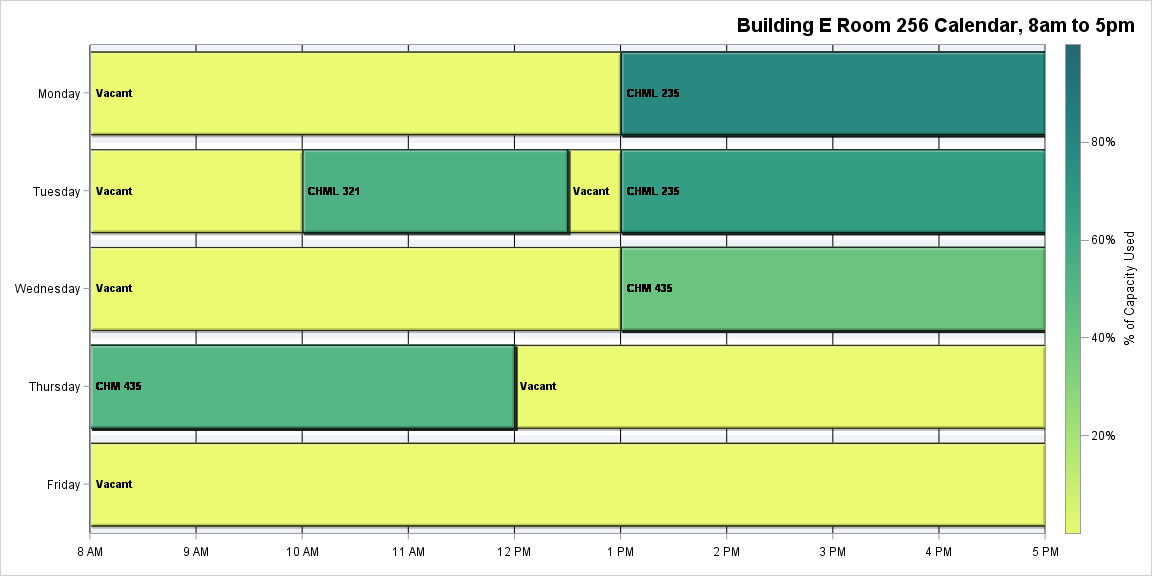 Building E Room 256 Calendar, 8am to 5pm
Monday
Vacant
CHML 235
Tuesday
Vacant
CHML 321
Vacant
CHML 235
Wednesday
Vacant
CHM 435
Thursday
CHM 435
Vacant
Friday
Vacant
8 AM
9 AM
10 AM
11 AM
12 PM
1 PM
2 PM
3 PM
4 PM
5 PM
80%
60%
40%
20%
% of Capacity Used